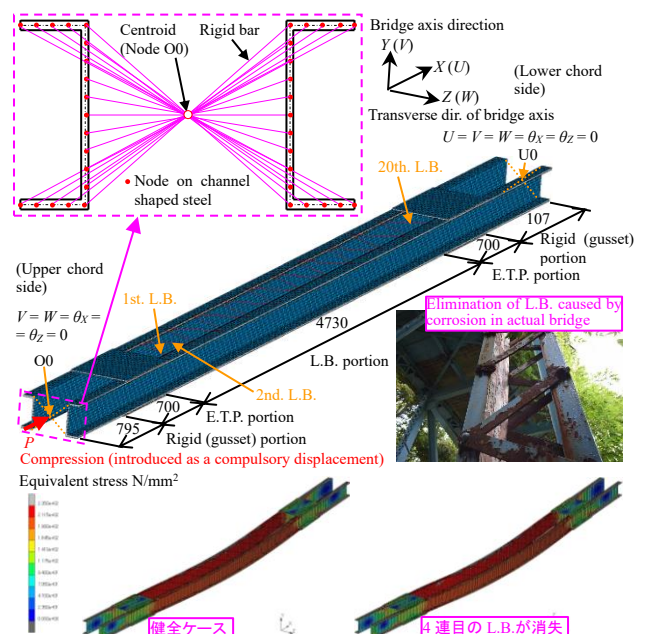 Centroid
(Node O0)
Rigid bar
Node on channel
shaped steel
Bridge axis direction
Y (V)
X (U)
Z (W)
(Lower chord
side)
Transverse dir. of bridge axis
U = V = W = θX = θZ = 0
U0
20th. L.B.
107
Rigid (gusset)
portion
700
E.T.P. portion
(Upper chord
side)
1st. L.B.
V = W = θX =
= θZ = 0
4730
Elimination of L.B. caused by
corrosion in actual bridge
L.B. portion
O0
2nd. L.B.
700
E.T.P. portion
795
Rigid (gusset) portion
P
Compression (introduced as a compulsory displacement)
Equivalent stress N/mm2
健全ケース
4 連目の L.B.が消失